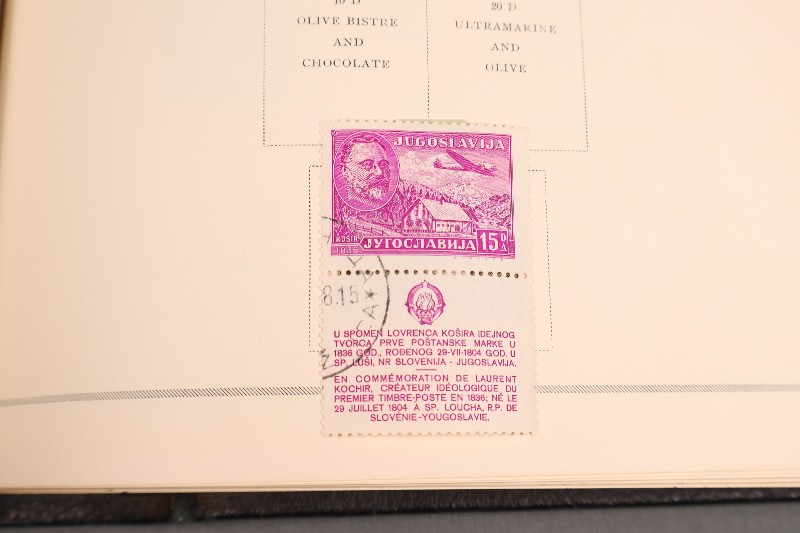 10 D
OLIVE BISTRE
AND
CHOCOLATE
20 D
ULTRAMARINE
AND
OLIVE
JUGOSLAVIJA
KOŠIR
1836
ЈУГОСЛАВИЈА
15 DA
8.15
U SPOMEN LOVRENCA KOŠIRA IDEJNOG
TVORCA PRVE POŠTANSKE MARKE U
1836 GOD., ROĐENOG 29-VII-1804 GOD. U
SP. LUŠI, NR SLOVENIJA - JUGOSLAVIJA.
EN COMMÉMORATION DE LAURENT
KOCHIR, CRÉATEUR IDÉOLOGIQUE DU
PREMIER TIMBRE-POSTE EN 1836; NÉ LE
29 JUILLET 1804 À SP. LOUCHA, R.P. DE
SLOVÉNIE-YOUGOSLAVIE.